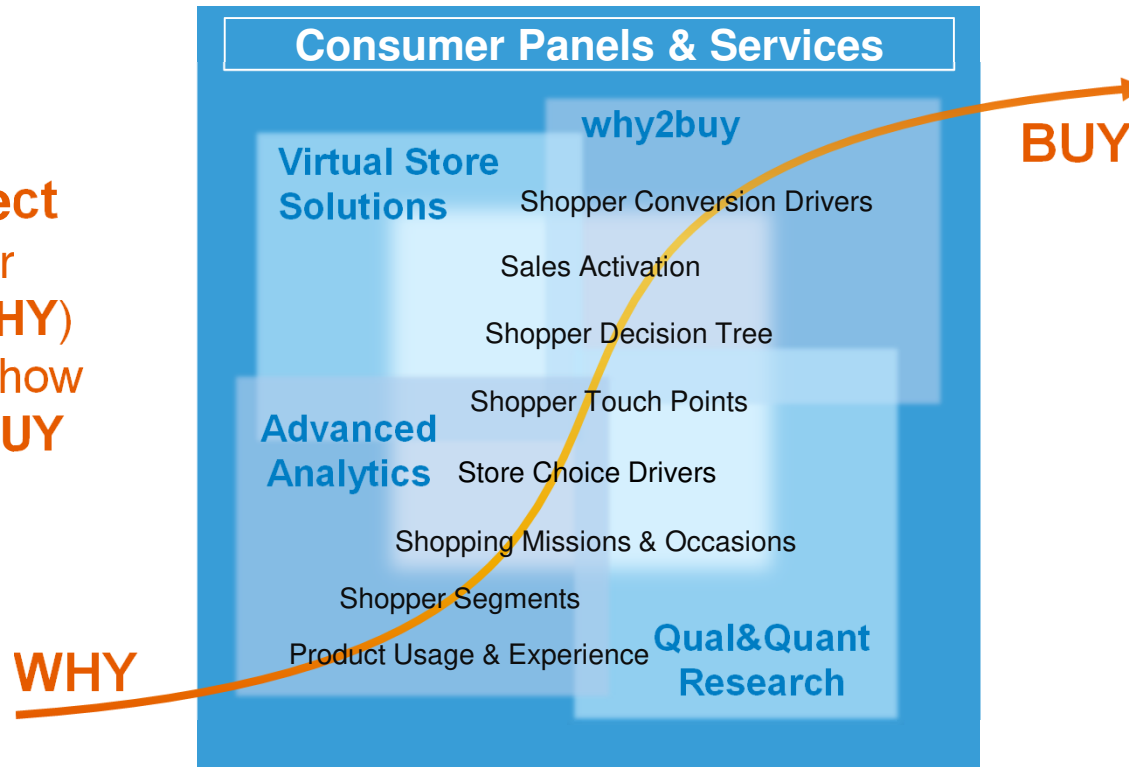 Consumer Panels & Services
why2buy
BUY
Virtual Store
Solutions
Shopper Conversion Drivers
Sales Activation
Shopper Decision Tree
Shopper Touch Points
Advanced
Analytics
Store Choice Drivers
Shopping Missions & Occasions
Shopper Segments
Product Usage & Experience
Qual&Quant
Research
WHY
ect
r
HY)
how
UY